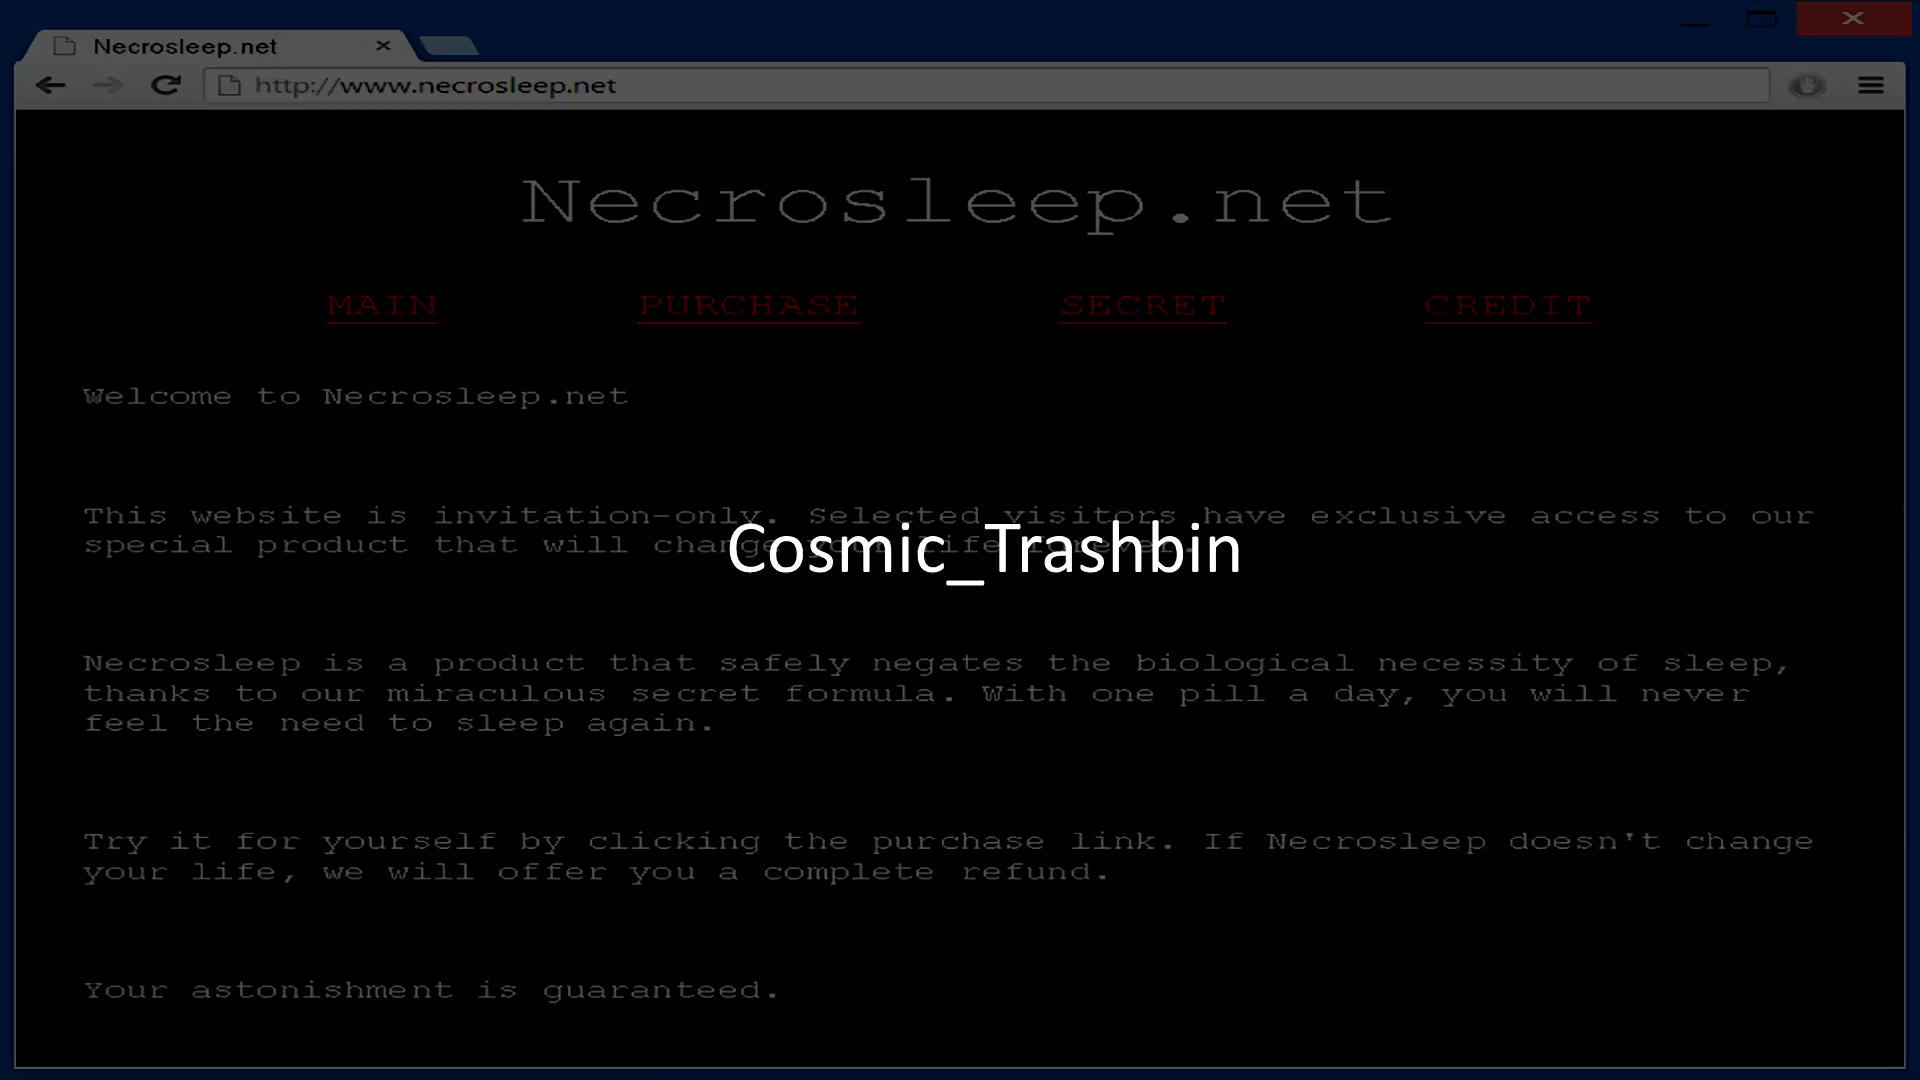 Necrosleep.net
http://www.necrosleep.net
Necrosleep.net
MAIN PURCHASE SECRET CREDIT
Welcome to Necrosleep.net
This website is invitation-only. Selected visitors have exclusive access to our
special product that will change your life forever.
Cosmic_Trashbin
Necrosleep is a product that safely negates the biological necessity of sleep,
thanks to our miraculous secret formula. With one pill a day, you will never
feel the need to sleep again.
Try it for yourself by clicking the purchase link. If Necrosleep doesn't change
your life, we will offer you a complete refund.
Your astonishment is guaranteed.